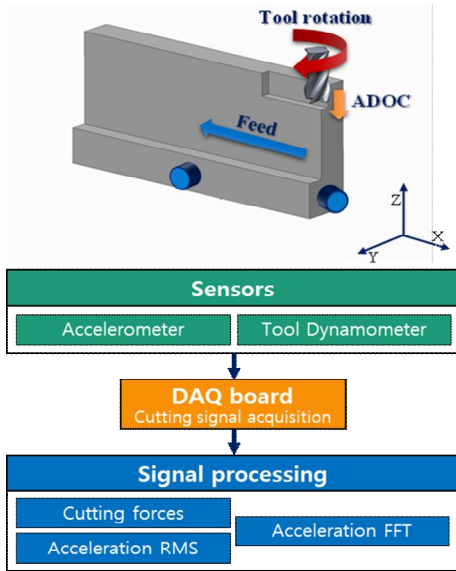 Tool rotation
ADOC
Feed
Z
X
Y
Sensors
Accelerometer
Tool Dynamometer
DAQ board
Cutting signal acquisition
Signal processing
Cutting forces
Acceleration FFT
Acceleration RMS